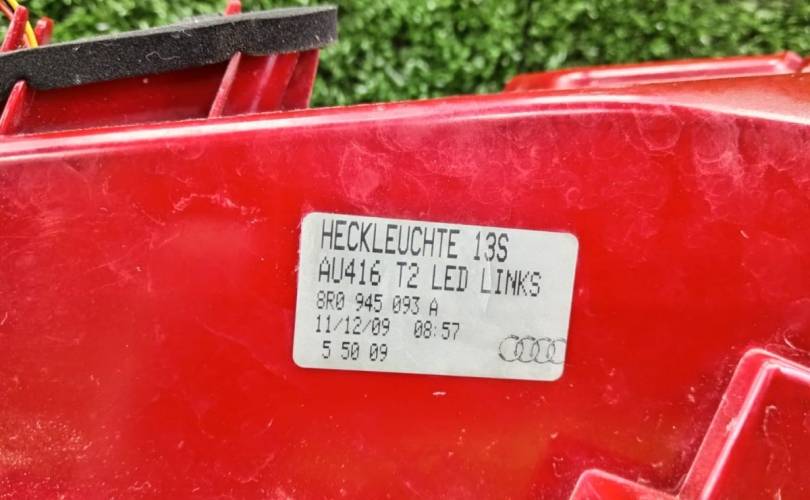 HECKLEUCHTE 13S
AU416 T2 LED LINKS
8R0 945 093 A
11/12/09 08:57
5 50 09